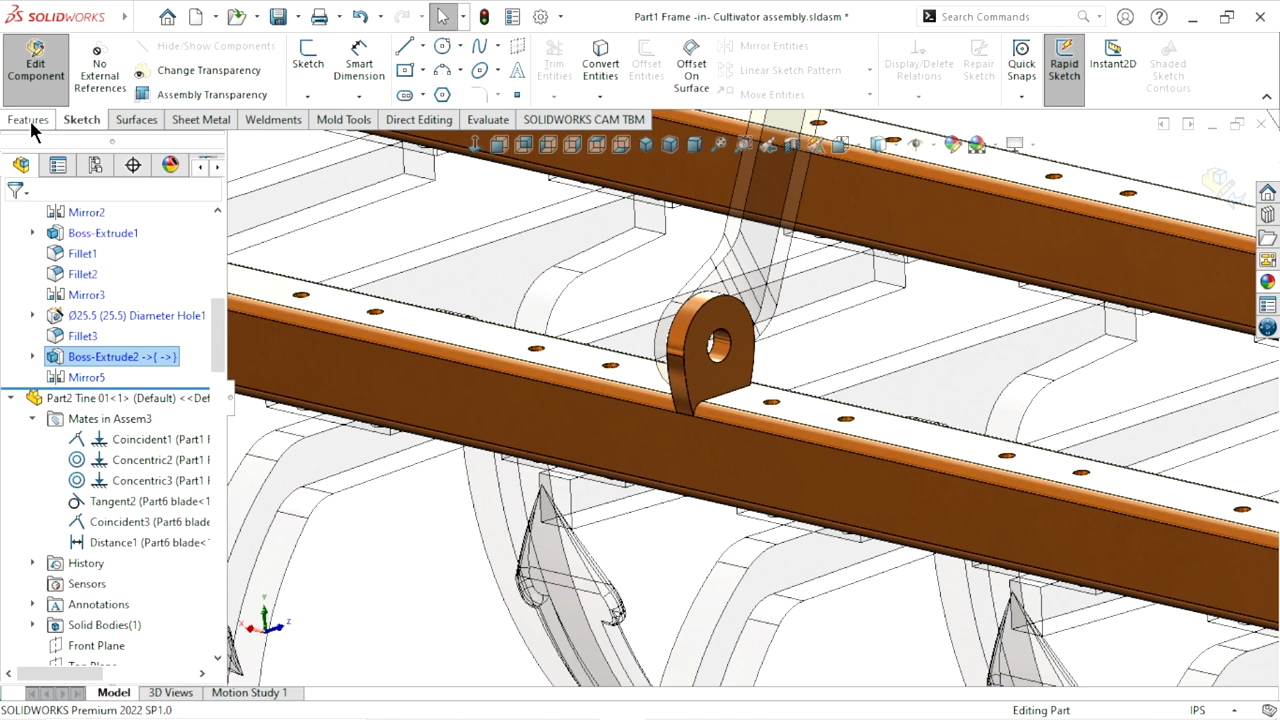 SOLIDWORKS
Part1 Frame -in- Cultivator assembly.sldasm *
Search Commands
Edit Component
No External References
Hide/Show Components
Change Transparency
Assembly Transparency
Sketch
Smart Dimension
Trim Entities
Convert Entities
Offset Entities
Offset On Surface
Mirror Entities
Linear Sketch Pattern
Move Entities
Display/Delete Relations
Repair Sketch
Quick Snaps
Rapid Sketch
Instant2D
Shaded Sketch Contours
Features
Sketch
Surfaces
Sheet Metal
Weldments
Mold Tools
Direct Editing
Evaluate
SOLIDWORKS CAM TBM
Mirror2
Boss-Extrude1
Fillet1
Fillet2
Mirror3
Ø25.5 (25.5) Diameter Hole1
Fillet3
Boss-Extrude2 ->{ ->}
Mirror5
Part2 Tine 01<1> (Default) <<Def
Mates in Assem3
Coincident1 (Part1 F
Concentric2 (Part1 F
Concentric3 (Part1 F
Tangent2 (Part6 blade<1
Coincident3 (Part6 blade
Distance1 (Part6 blade<
History
Sensors
Annotations
Solid Bodies(1)
Front Plane
Y
X
Z
Model
3D Views
Motion Study 1
SOLIDWORKS Premium 2022 SP1.0
Editing Part
IPS